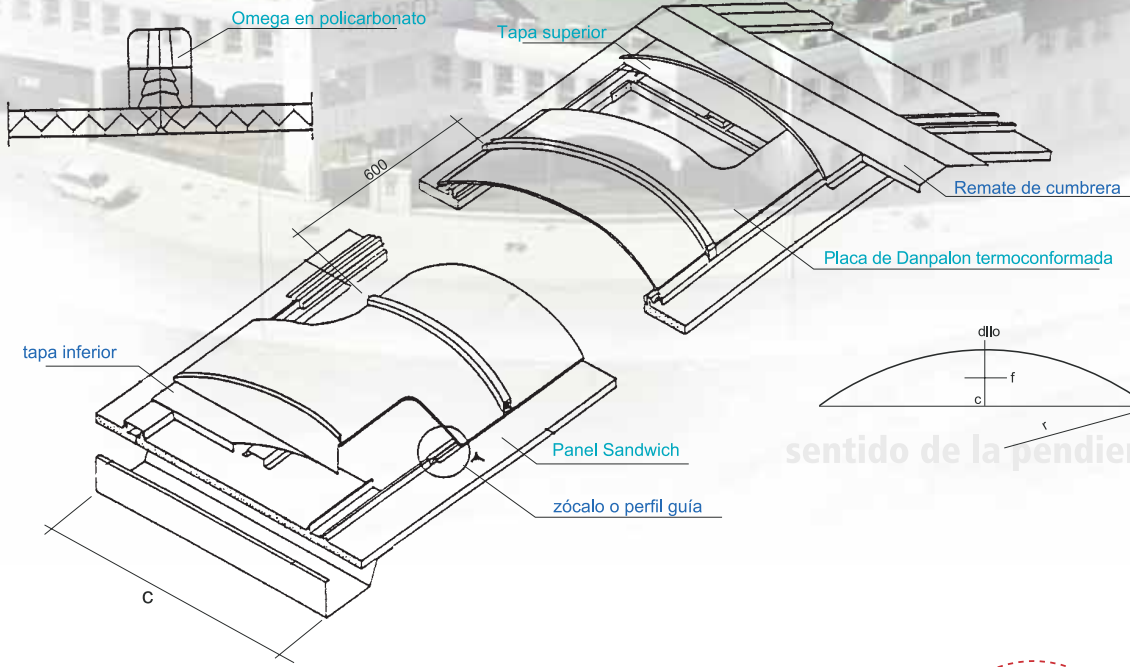 Omega en policarbonato
Tapa superior
600
Remate de cumbrera
Placa de Danpalon termoconformada
tapa inferior
dllo
f
c
r
Panel Sandwich
sentido de la pendien
zócalo o perfil guía
c